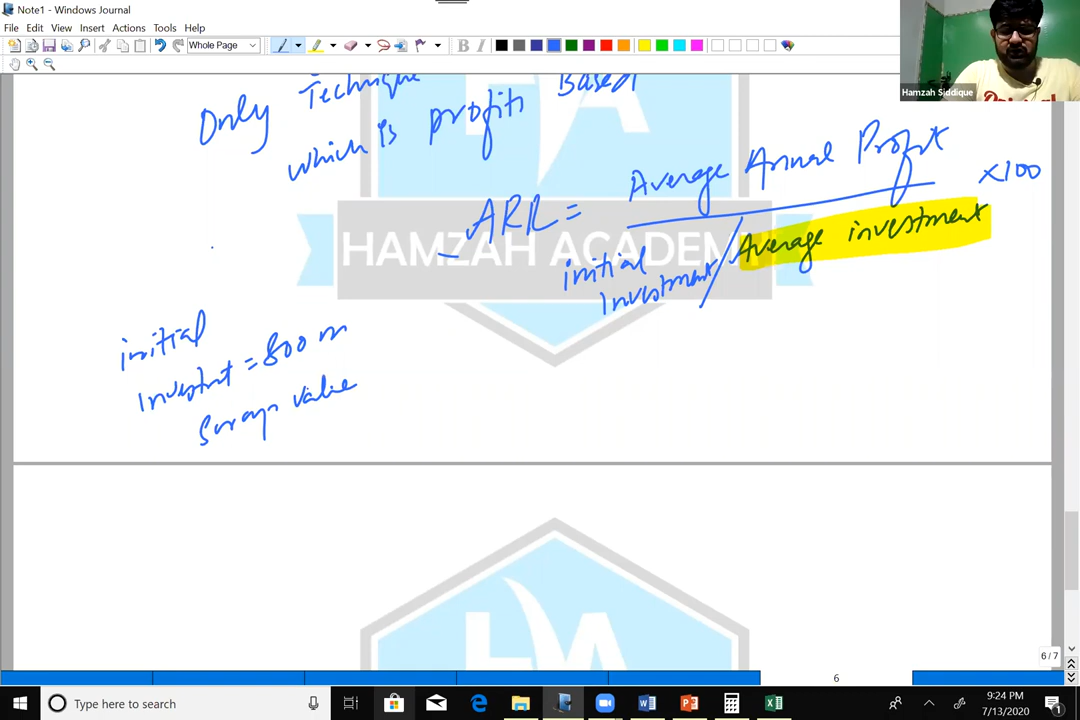 Note1 - Windows Journal
File Edit View Insert Actions Tools Help
Whole Page
B I
Hamzah Siddique
Only Technique
which is profits Based
ARR = Average Annual Profit ×100
initial investment / Average investment
HAMZAH ACADEMY
initial
= 800 m
Scrap value
6/7
6
Type here to search
9:24 PM
7/13/2020